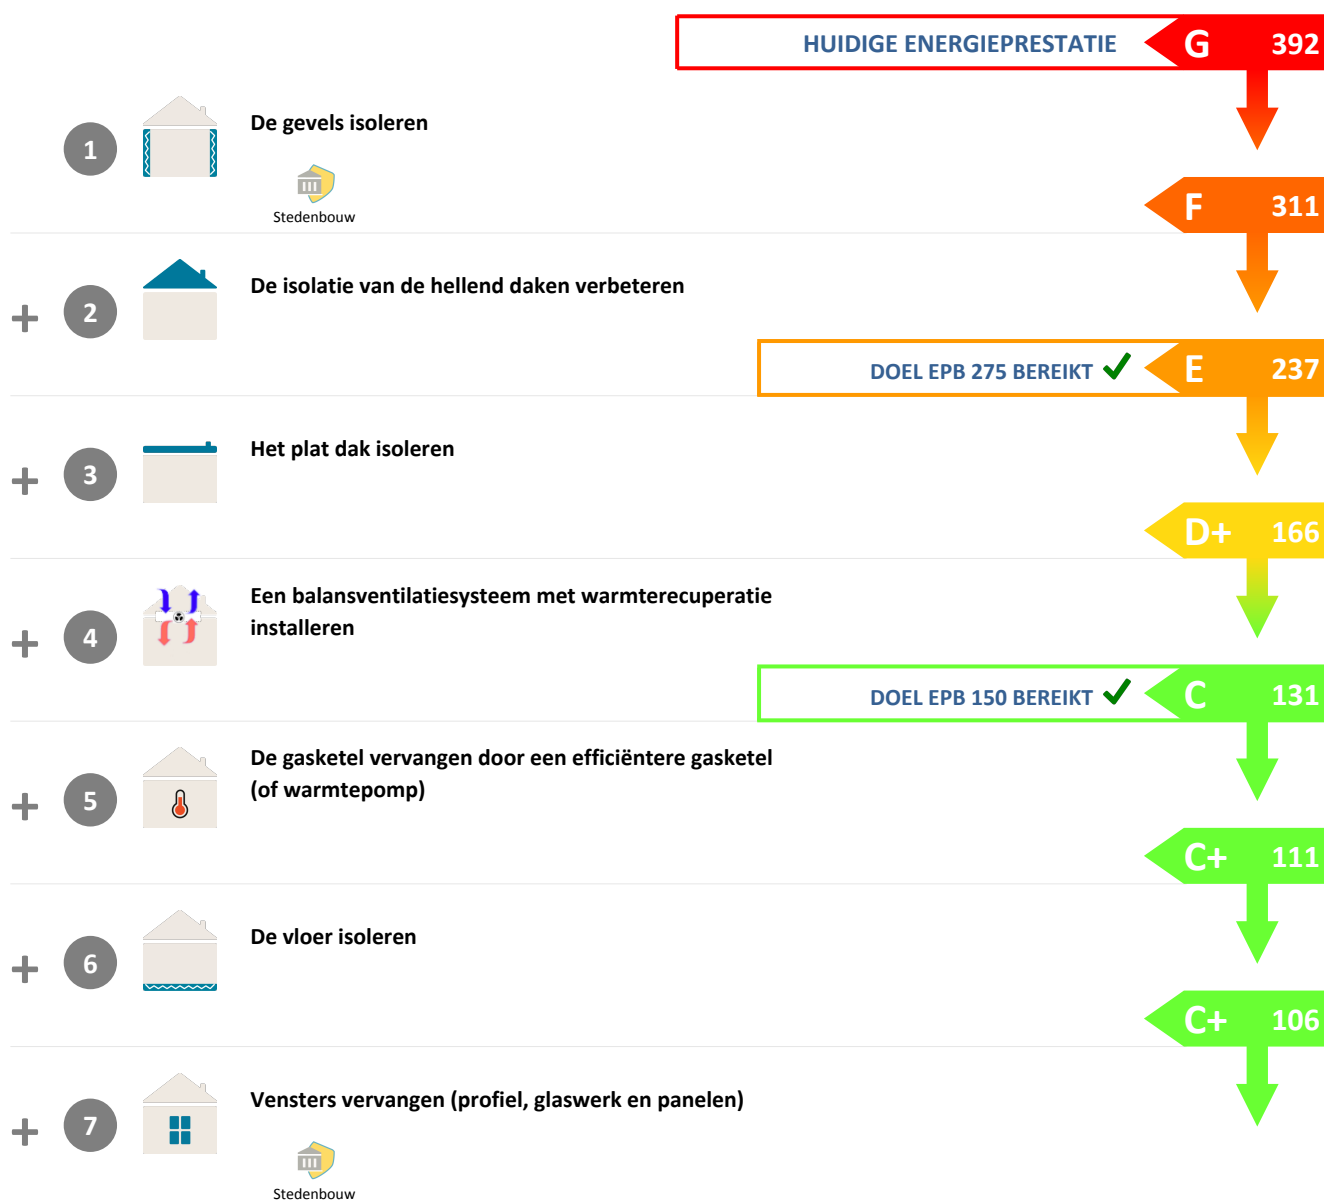 HUIDIGE ENERGIEPRESTATIE G 392
1 De gevels isoleren
Stedenbouw
F 311
+ 2 De isolatie van de hellend daken verbeteren
DOEL EPB 275 BEREIKT ✓ E 237
+ 3 Het plat dak isoleren
D+ 166
+ 4 Een balansventilatiesysteem met warmterecuperatie
installeren
DOEL EPB 150 BEREIKT ✓ C 131
+ 5 De gasketel vervangen door een efficiëntere gasketel
(of warmtepomp)
C+ 111
+ 6 De vloer isoleren
C+ 106
+ 7 Vensters vervangen (profiel, glaswerk en panelen)
Stedenbouw